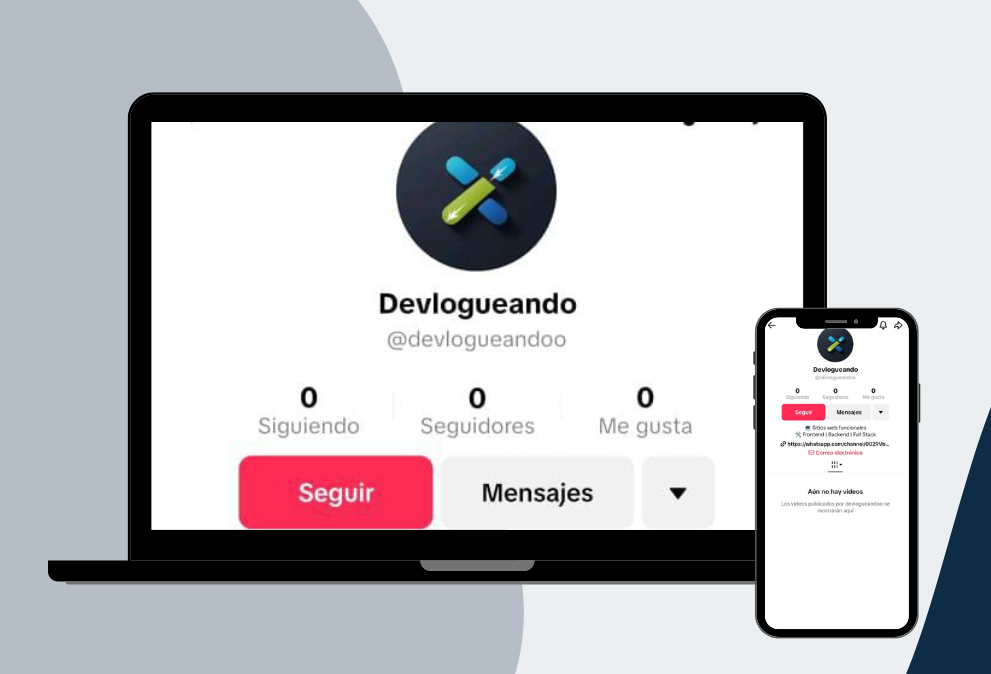 Devlogueando
@devlogueandoo
0 0 0
Siguiendo Seguidores Me gusta
Seguir Mensajes
Devlogueando
@devlogueandoo
0 0 0
Siguiendo Seguidores Me gusta
Seguir Mensajes
Sitios web funcionales
Frontend | Backend | Full Stack
https://whatsapp.com/channel/0029Vb...
Correo electrónico
Aún no hay videos
Los videos publicados por devlogueandoo se
mostrarán aquí